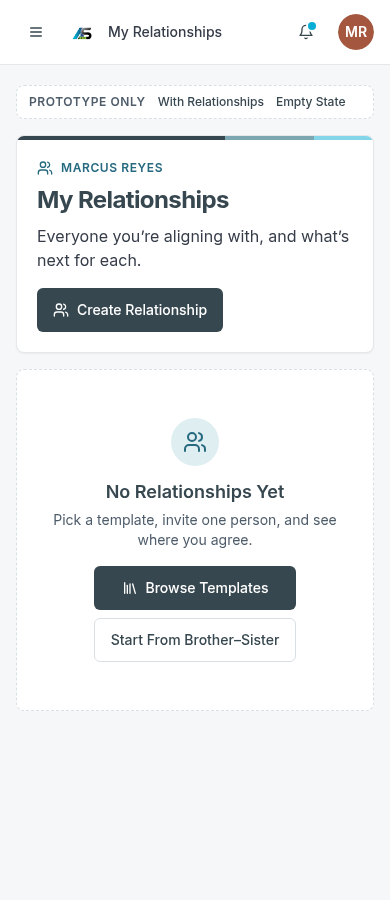 My Relationships
MR
PROTOTYPE ONLY With Relationships Empty State
MARCUS REYES
My Relationships
Everyone you’re aligning with, and what’s
next for each.
Create Relationship
No Relationships Yet
Pick a template, invite one person, and see
where you agree.
Browse Templates
Start From Brother–Sister